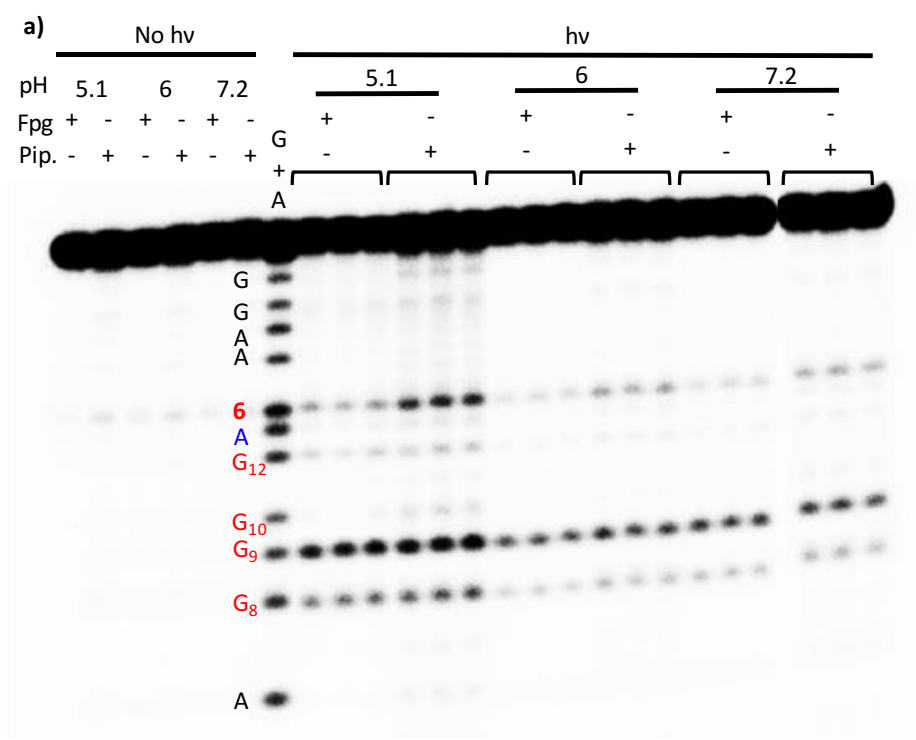 a)
No hν
hν
pH 5.1 6 7.2 5.1 6 7.2
Fpg + - + - + - + - + - + -
Pip. - + - + - + - + - + - +
G
+
A
G
G
A
A
6
A
G12
G10
G9
G8
A